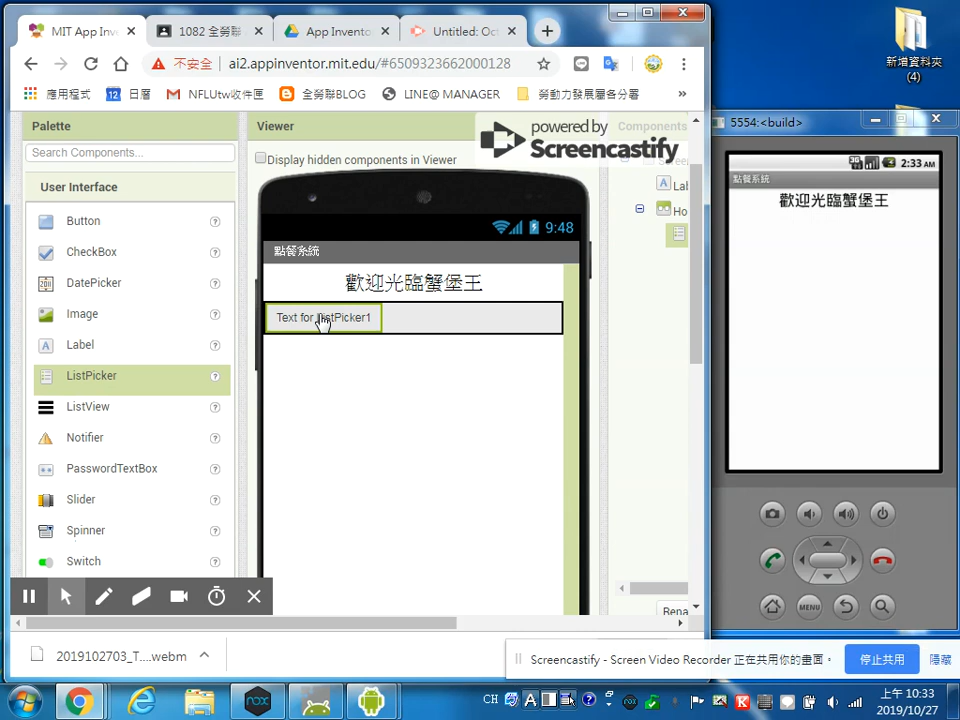 MIT App Inv
1082 全勞
App Invento
Untitled: Oct
不安全
ai2.appinventor.mit.edu/#6509323662000128
應用程式
12
日曆
NFLUtw收件匣
全勞聯BLOG
LINE@ MANAGER
勞動力發展署各分署
»
新增資料夾
(4)
Palette
Viewer
Components
powered by
Screencastify
Search Components...
Display hidden components in Viewer
User Interface
Button
CheckBox
DatePicker
Image
Label
ListPicker
ListView
Notifier
PasswordTextBox
Slider
Spinner
Switch
9:48
點餐系統
歡迎光臨蟹堡王
Text for ListPicker1
Lab
Ho
Rena
5554:<build>
3G
2:33 AM
點餐系統
歡迎光臨蟹堡王
MENU
2019102703_T....webm
Screencastify - Screen Video Recorder 正在共用你的畫面。
停止共用
隱藏
nox
CH
A
K
上午 10:33
2019/10/27